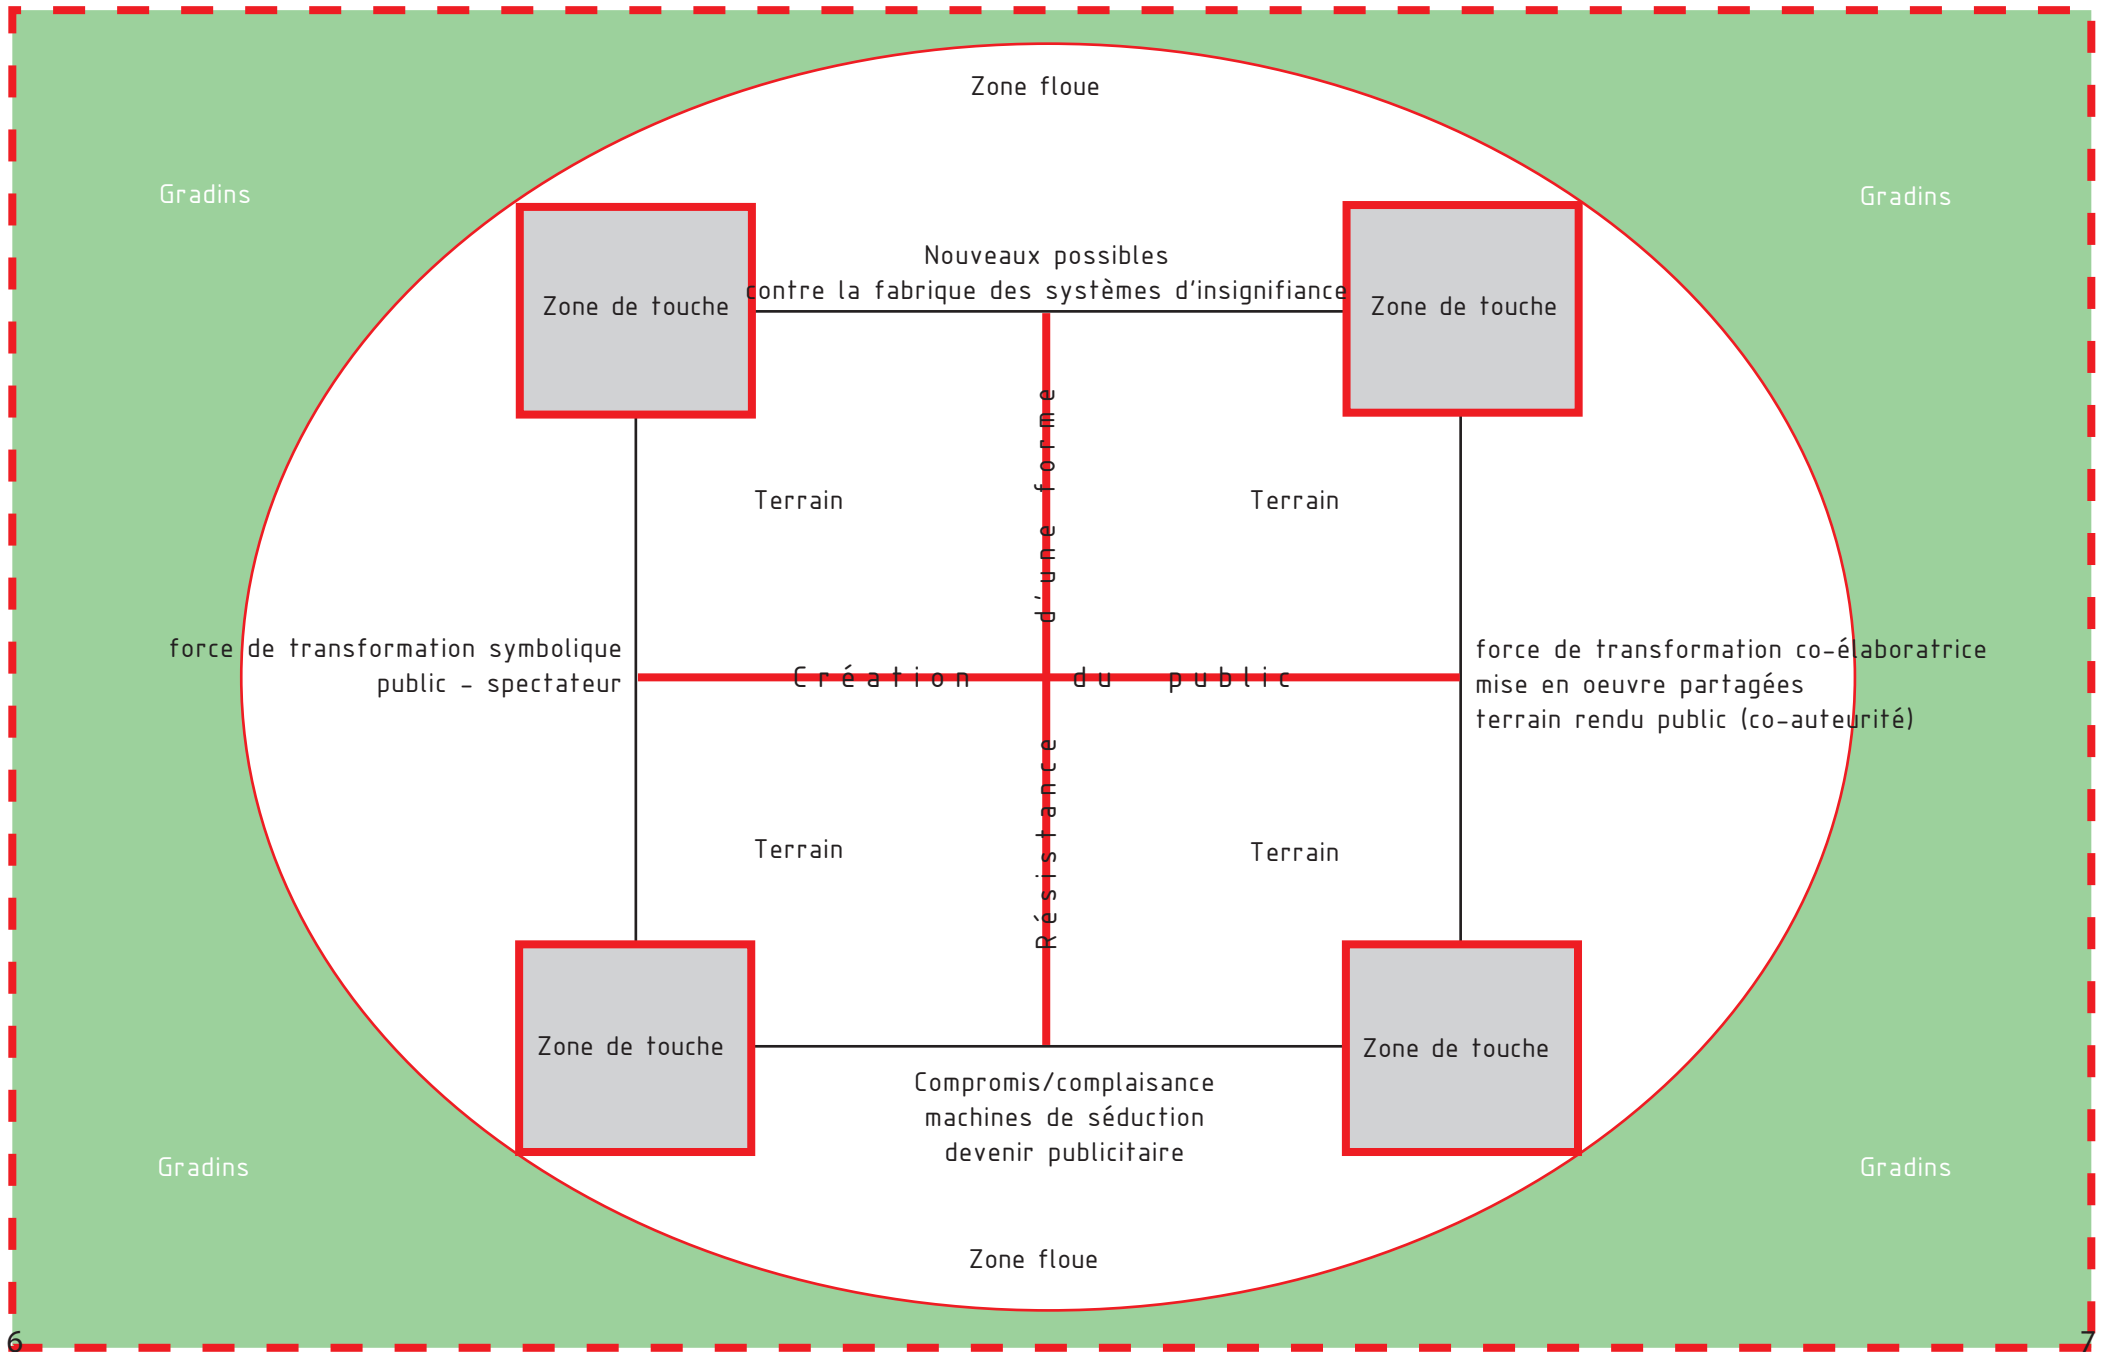 Zone floue
Gradins
Gradins
Nouveaux possibles
contre la fabrique des systèmes d'insignifiance
Zone de touche
Zone de touche
Terrain
Terrain
Résistance d'une forme
force de transformation symbolique
public - spectateur
Création du public
force de transformation co-élaboratrice
mise en oeuvre partagées
terrain rendu public (co-auteurité)
Terrain
Terrain
Zone de touche
Zone de touche
Compromis/complaisance
machines de séduction
devenir publicitaire
Gradins
Gradins
Zone floue
6
7